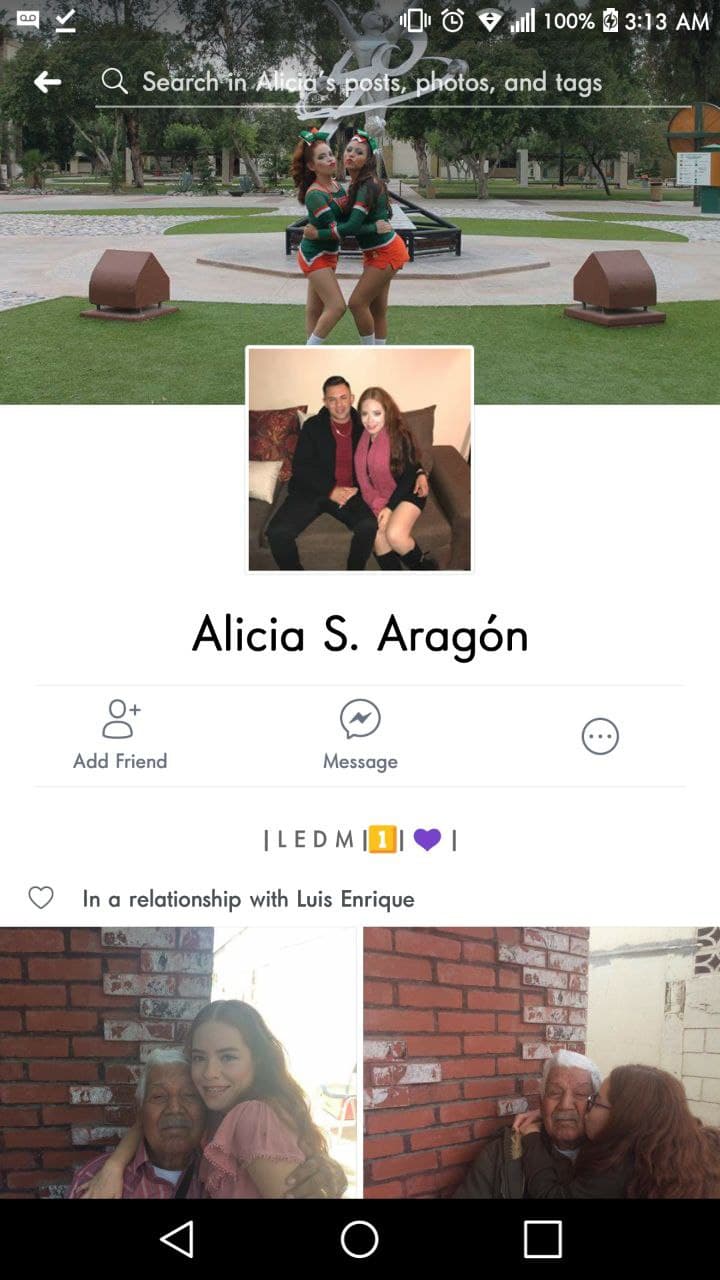 100% 3:13 AM
Search in Alicia's posts, photos, and tags
Alicia S. Aragón
Add Friend
Message
| L E D M |1️⃣| 💜 |
In a relationship with Luis Enrique